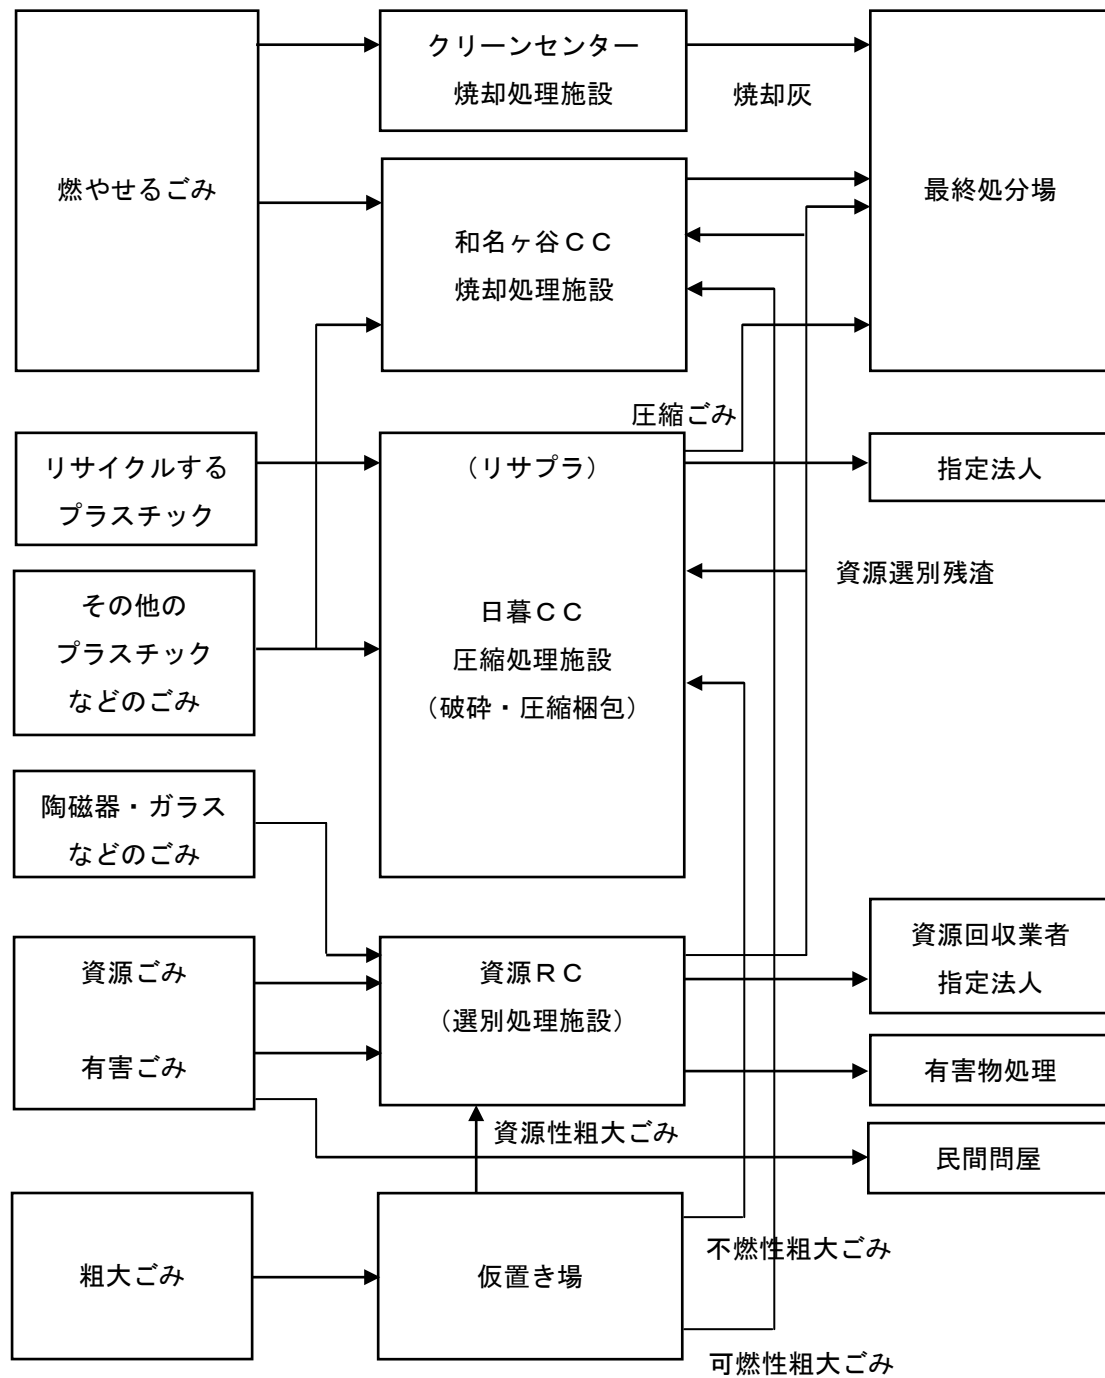 クリーンセンター
焼却処理施設
焼却灰
燃やせるごみ
最終処分場
和名ヶ谷ＣＣ
焼却処理施設
圧縮ごみ
リサイクルする
プラスチック
（リサプラ）
指定法人
資源選別残渣
その他の
プラスチック
などのごみ
日暮ＣＣ
圧縮処理施設
（破砕・圧縮梱包）
陶磁器・ガラス
などのごみ
資源ごみ
有害ごみ
資源ＲＣ
（選別処理施設）
資源回収業者
指定法人
有害物処理
資源性粗大ごみ
民間問屋
粗大ごみ
仮置き場
不燃性粗大ごみ
可燃性粗大ごみ